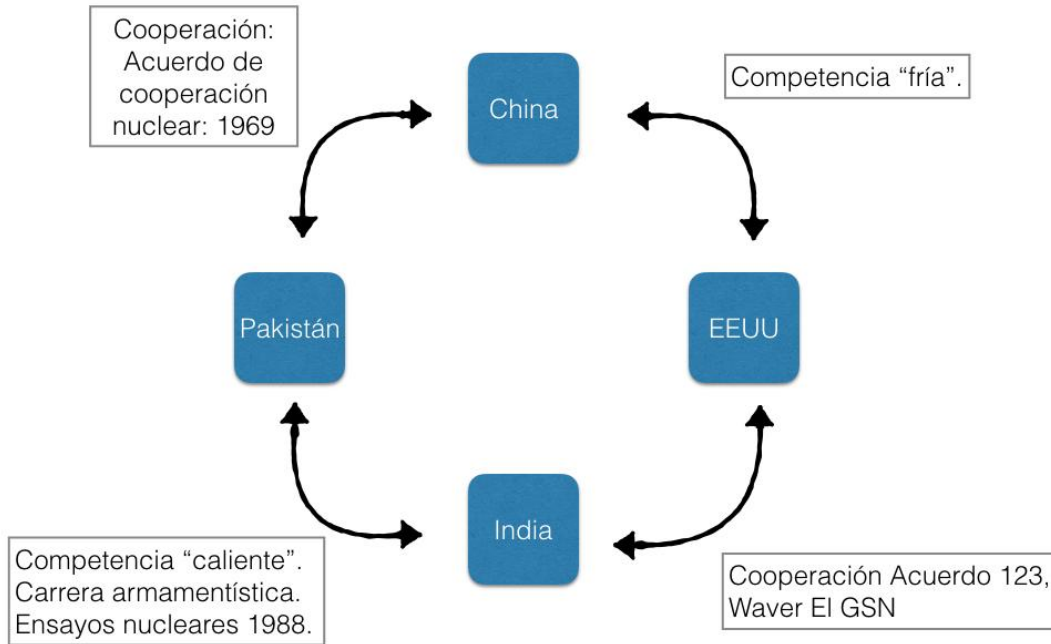 Cooperación:
Acuerdo de
cooperación
nuclear: 1969
China
Competencia “fría”.
Pakistán
EEUU
India
Competencia “caliente”.
Carrera armamentística.
Ensayos nucleares 1988.
Cooperación Acuerdo 123,
Waver El GSN